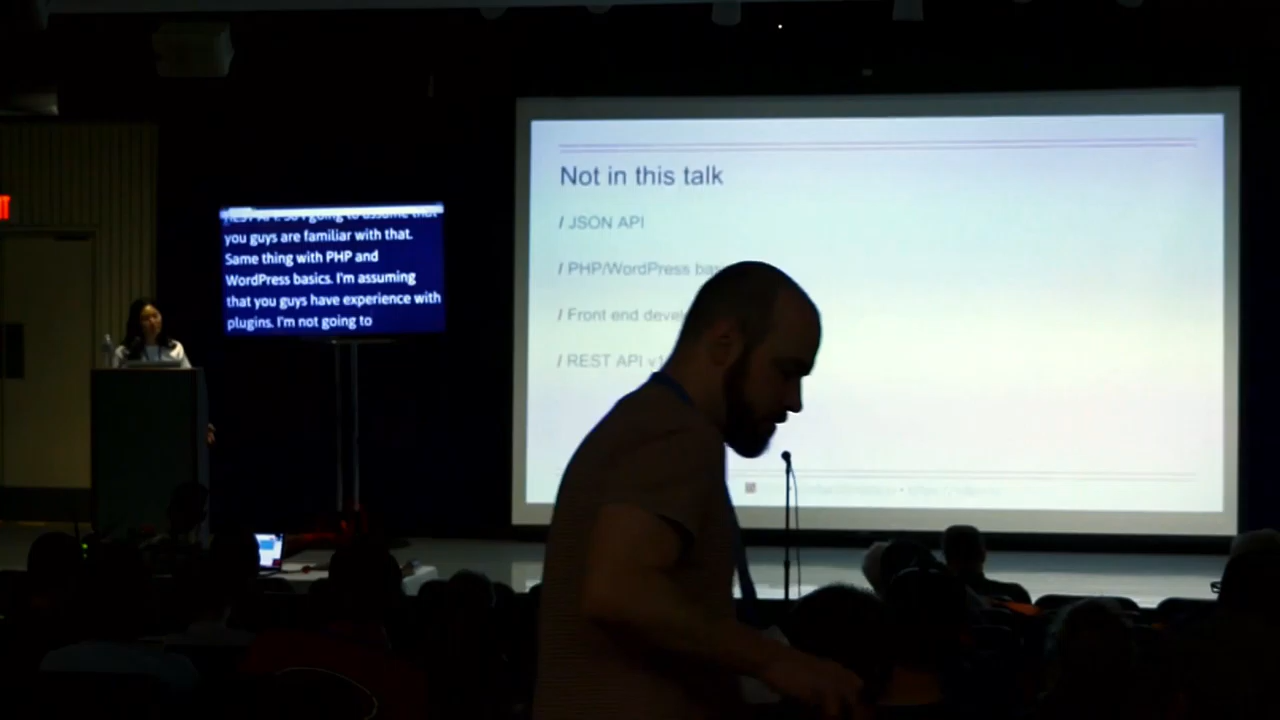 you guys are familiar with that.
Same thing with PHP and
WordPress basics. I'm assuming
that you guys have experience with
plugins. I'm not going to
Not in this talk
/ JSON API
/ PHP/WordPress
/ Front end
/ REST API